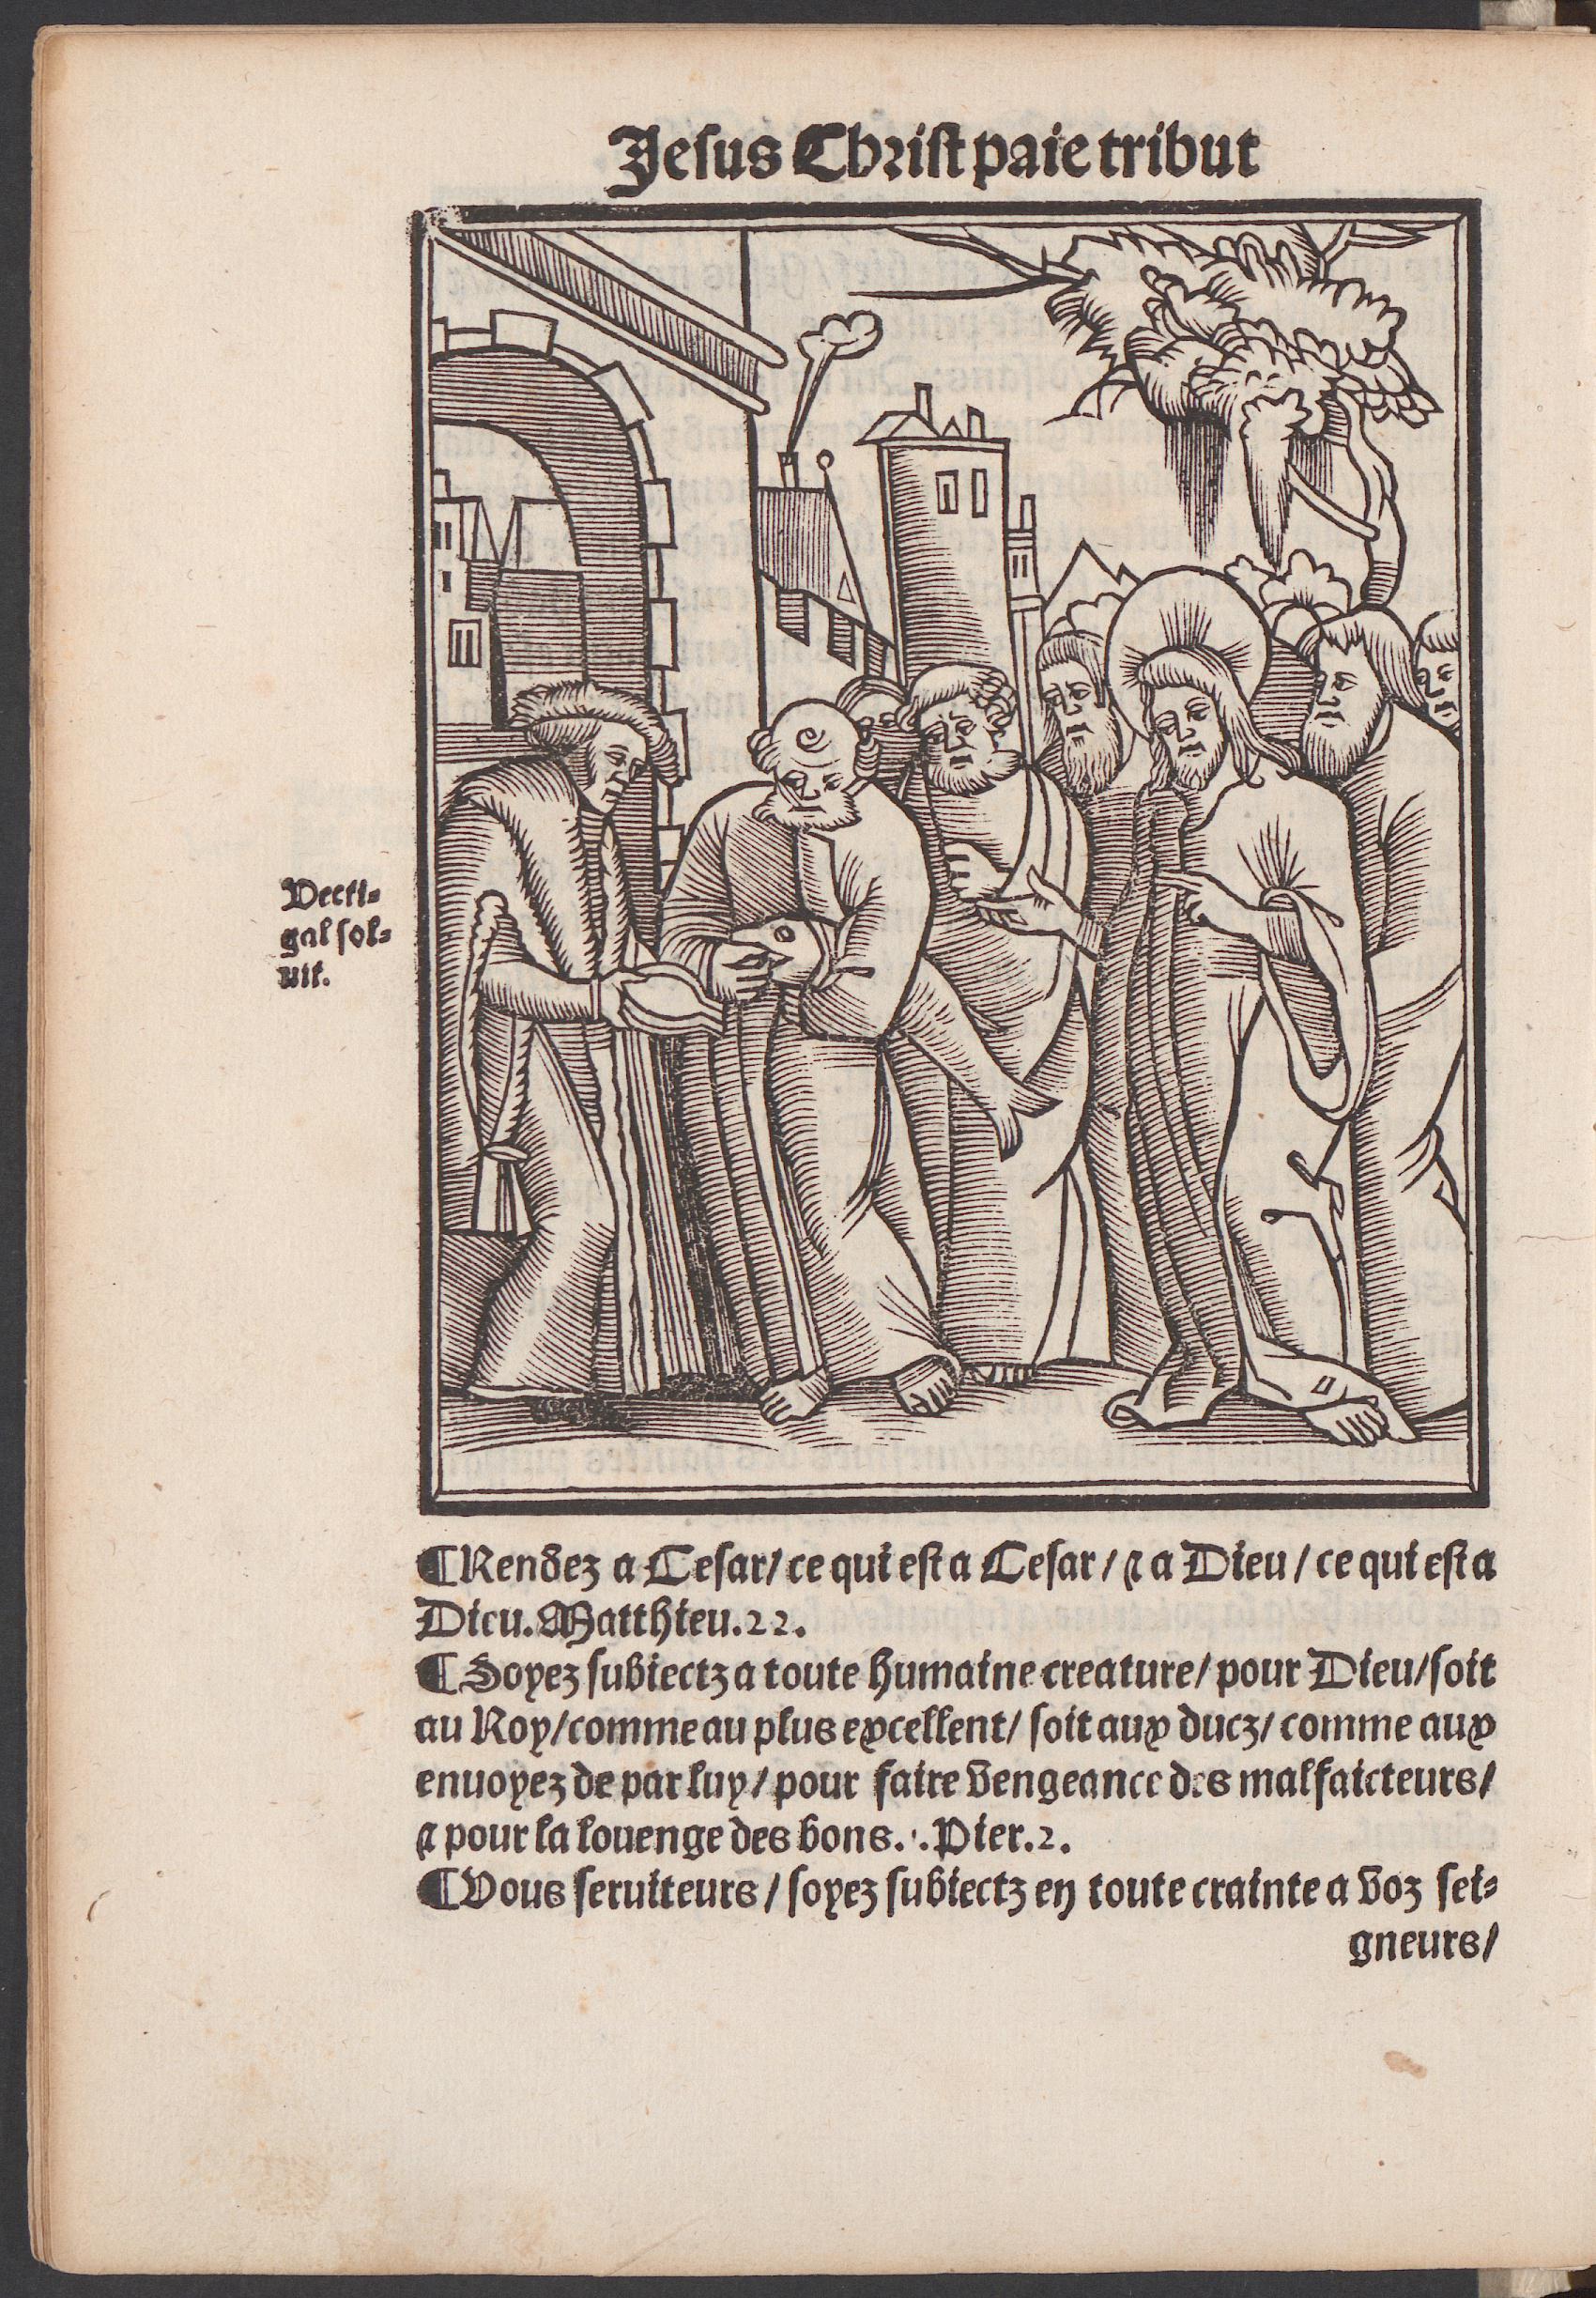 Jesus Christ paie tribut
Vecti-
gal sol-
uit.
¶ Rendez a Cesar/ ce qui est a Cesar/ ⁊ a Dieu/ ce qui est a
Dieu. Matthieu.22.
¶ Soyez subiectz a toute humaine creature/ pour Dieu/ soit
au Roy/ comme au plus excellent/ soit aux ducz/ comme aux
enuoyez de par luy/ pour faire vengeance des malfaicteurs/
⁊ pour la louenge des bons. 1. Pier.2.
¶ Vous seruiteurs/ soyez subiectz en toute crainte a voz sei-
gneurs/